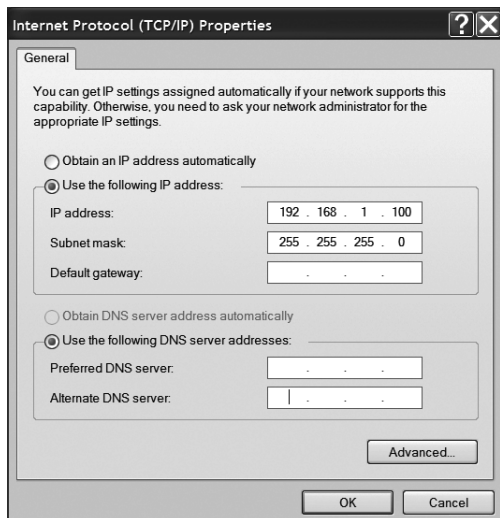 Internet Protocol (TCP/IP) Properties
General
You can get IP settings assigned automatically if your network supports this
capability. Otherwise, you need to ask your network administrator for the
appropriate IP settings.
Obtain an IP address automatically
Use the following IP address:
IP address: 192 . 168 . 1 . 100
Subnet mask: 255 . 255 . 255 . 0
Default gateway: . . .
Obtain DNS server address automatically
Use the following DNS server addresses:
Preferred DNS server: . . .
Alternate DNS server: . . .
Advanced...
OK Cancel